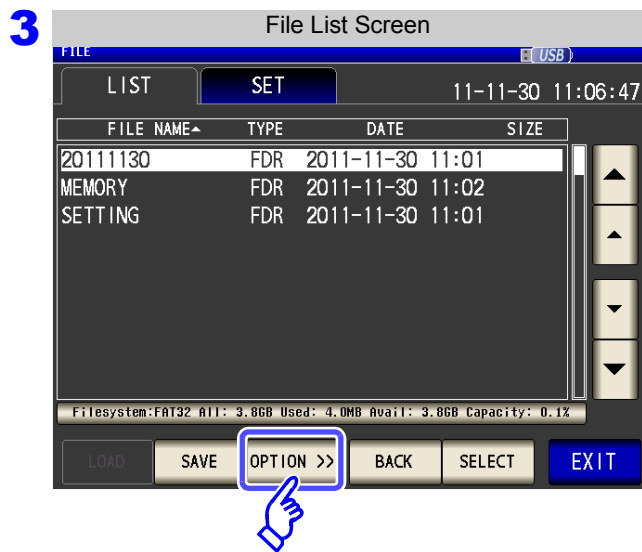 3
File List Screen
FILE USB
LIST SET 11-11-30 11:06:47
FILE NAME▲ TYPE DATE SIZE
20111130 FDR 2011-11-30 11:01
MEMORY FDR 2011-11-30 11:02
SETTING FDR 2011-11-30 11:01
Filesystem:FAT32 All: 3.8GB Used: 4.0MB Avail: 3.8GB Capacity: 0.1%
LOAD SAVE OPTION >> BACK SELECT EXIT